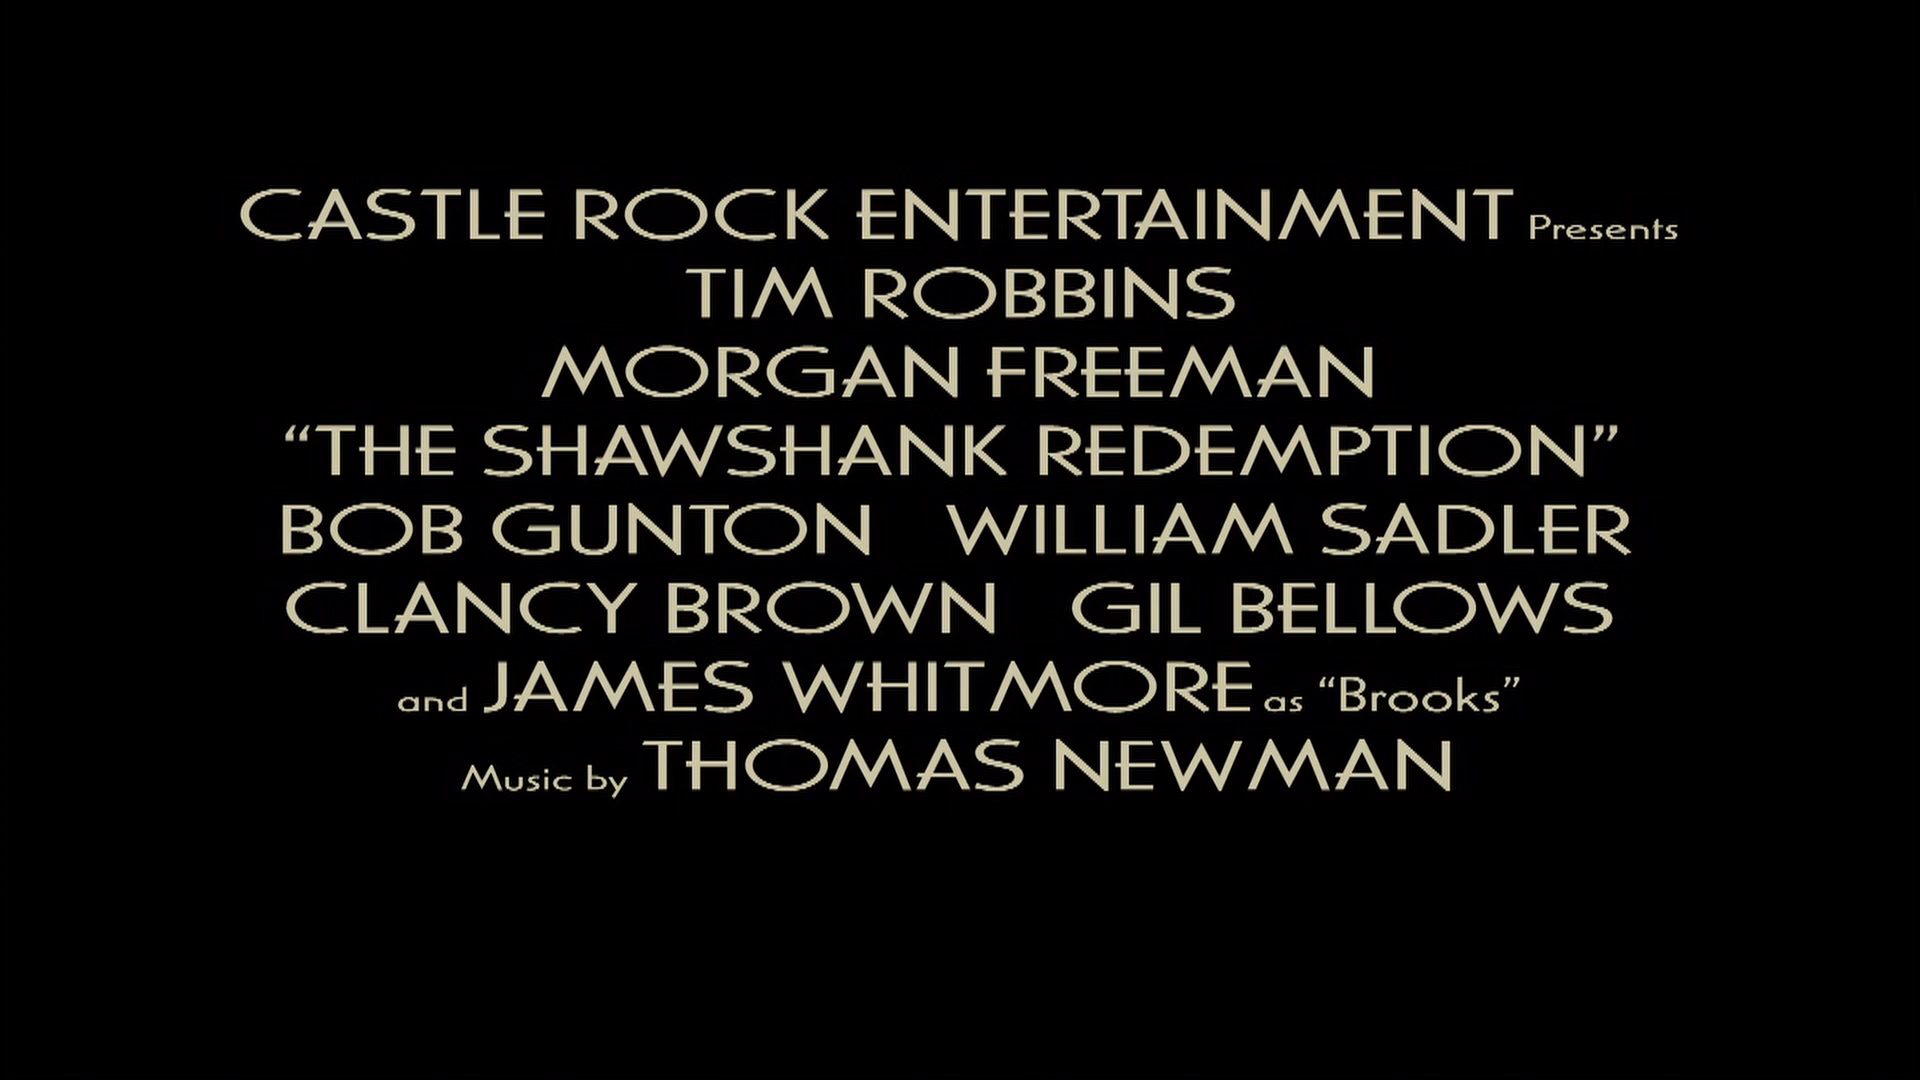 CASTLE ROCK ENTERTAINMENT Presents
TIM ROBBINS
MORGAN FREEMAN
“THE SHAWSHANK REDEMPTION”
BOB GUNTON WILLIAM SADLER
CLANCY BROWN GIL BELLOWS
and JAMES WHITMORE as “Brooks”
Music by THOMAS NEWMAN